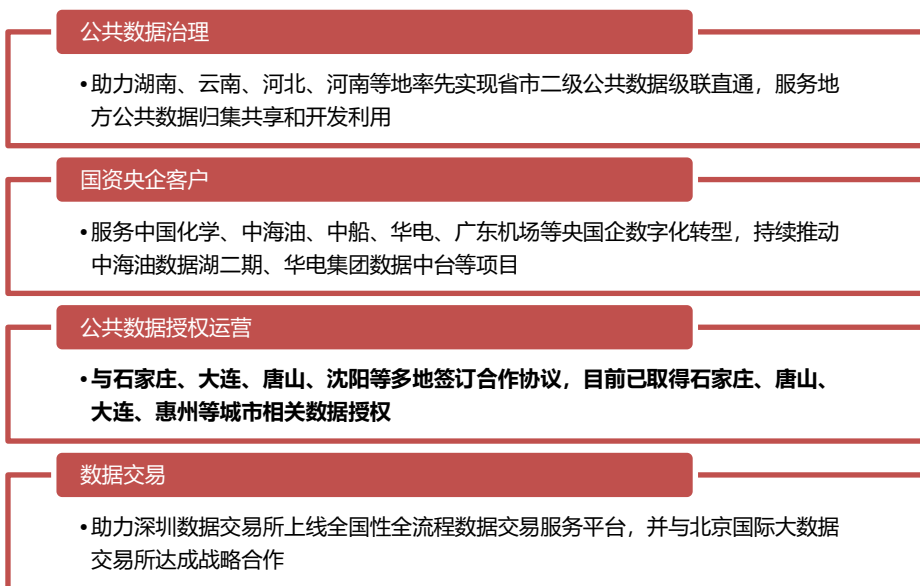 公共数据治理
•助力湖南、云南、河北、河南等地率先实现省市二级公共数据级联直通，服务地
方公共数据归集共享和开发利用
国资央企客户
•服务中国化学、中海油、中船、华电、广东机场等央国企数字化转型，持续推动
中海油数据湖二期、华电集团数据中台等项目
公共数据授权运营
•与石家庄、大连、唐山、沈阳等多地签订合作协议，目前已取得石家庄、唐山、
大连、惠州等城市相关数据授权
数据交易
•助力深圳数据交易所上线全国性全流程数据交易服务平台，并与北京国际大数据
交易所达成战略合作